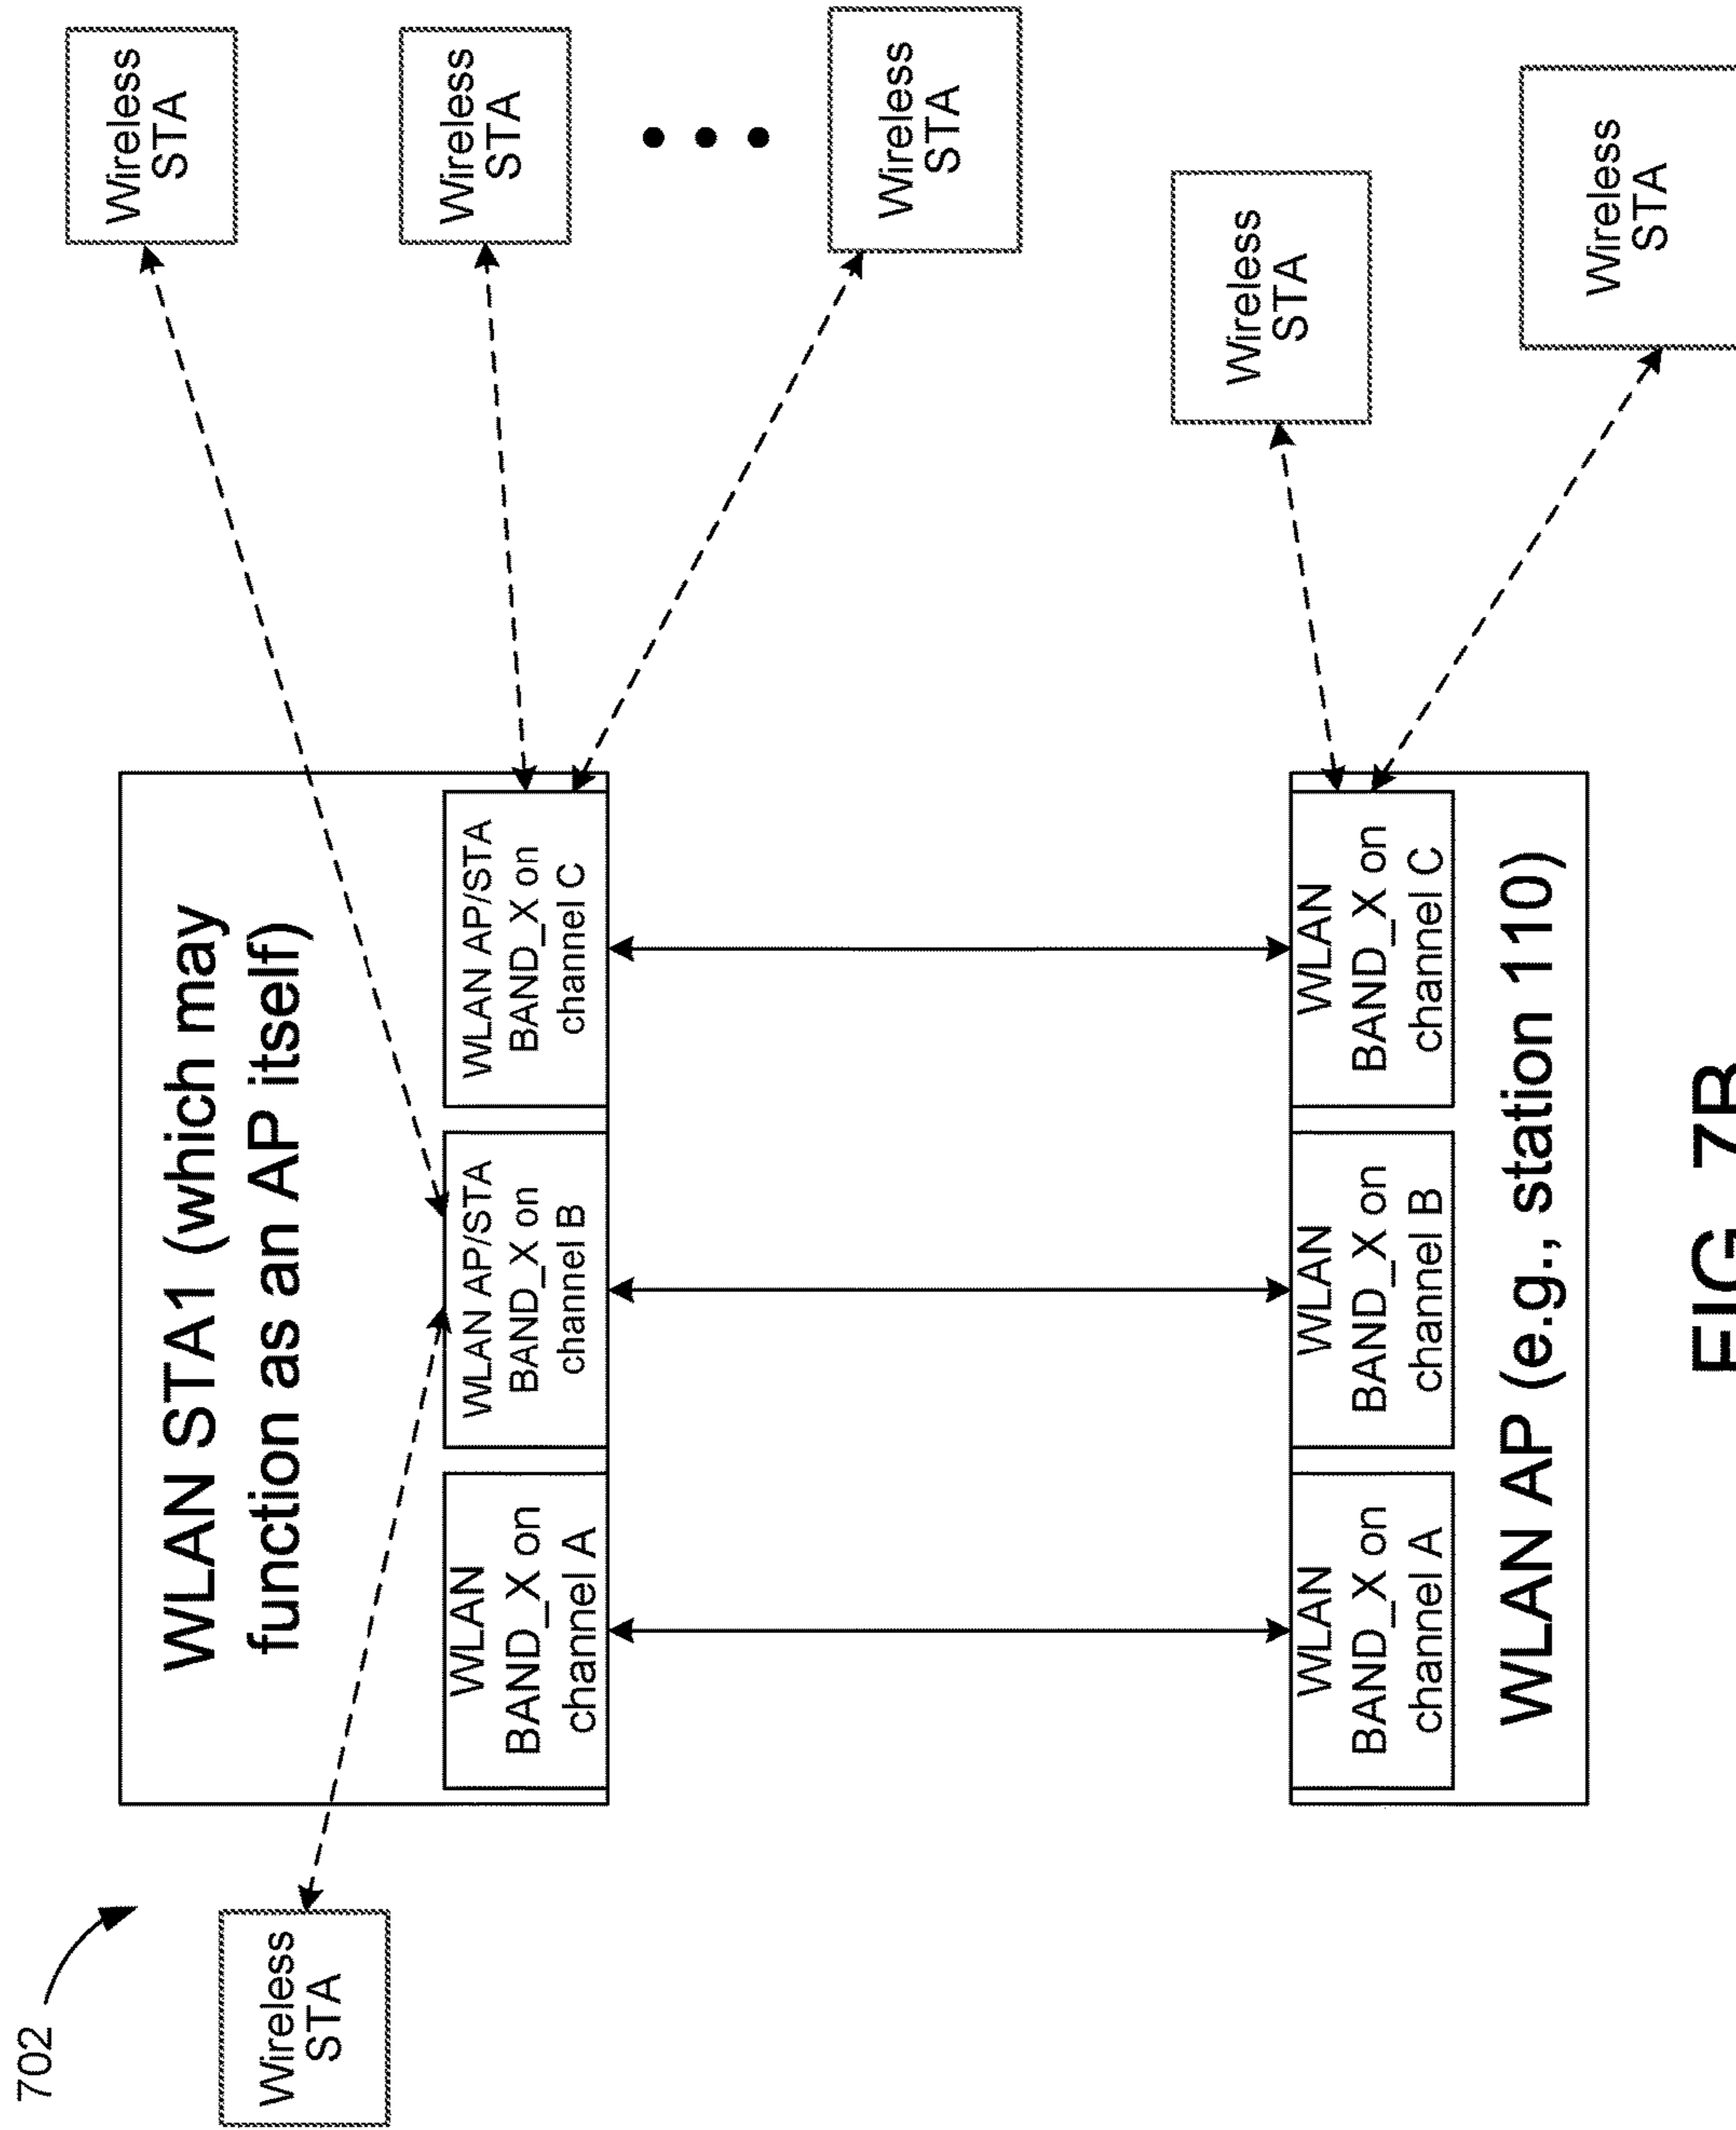 702
Wireless
STA
Wireless
STA
WLAN STA1 (which may
function as an AP itself)
WLAN
BAND_X on
channel A
WLAN AP/STA
BAND_X on
channel B
WLAN AP/STA
BAND_X on
channel C
Wireless
STA
Wireless
STA
WLAN
BAND_X on
channel A
WLAN
BAND_X on
channel B
WLAN
BAND_X on
channel C
WLAN AP (e.g., station 110)
Wireless
STA
Wireless
STA
FIG 7B